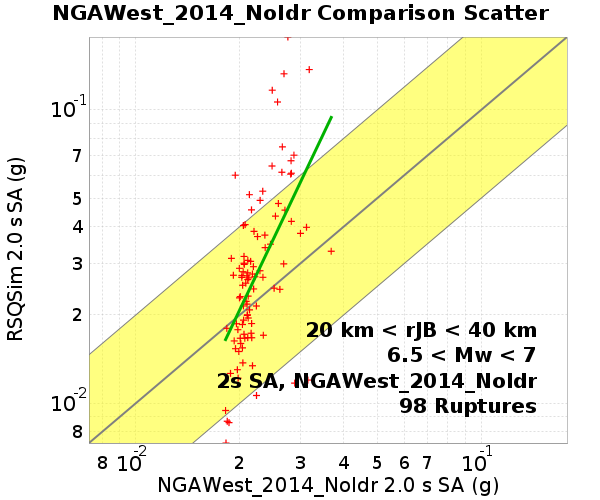 NGAWest_2014_NoIdr Comparison Scatter
RSQSim 2.0 s SA (g)
10-1
7
5
4
3
2
10-2
8
20 km < rJB < 40 km
6.5 < Mw < 7
2s SA, NGAWest_2014_NoIdr
98 Ruptures
8 10-2 2 3 4 5 6 7 8 10-1
NGAWest_2014_NoIdr 2.0 s SA (g)